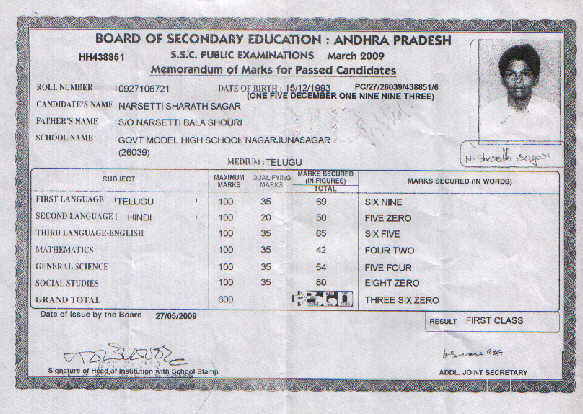 BOARD OF SECONDARY EDUCATION : ANDHRA PRADESH
HH438951 S.S.C. PUBLIC EXAMINATIONS March 2009
Memorandum of Marks for Passed Candidates
ROLL NUMBER 0927106721 DATE OF BIRTH : 15/12/1993 PC/27/26039/438951/6
(ONE FIVE DECEMBER ONE NINE NINE THREE)
CANDIDATE'S NAME NARSETTI SHARATH SAGAR
FATHER'S NAME S/O NARSETTI BALA SHOURI
SCHOOL NAME GOVT MODEL HIGH SCHOOL NAGARJUNASAGAR
(26039)
MEDIUM : TELUGU
SUBJECT MAXIMUM MARKS QUALIFYING MARKS MARKS SECURED (IN FIGURES) TOTAL MARKS SECURED (IN WORDS)
FIRST LANGUAGE TELUGU 100 35 69 SIX NINE
SECOND LANGUAGE HINDI 100 20 50 FIVE ZERO
THIRD LANGUAGE-ENGLISH 100 35 65 SIX FIVE
MATHEMATICS 100 35 42 FOUR TWO
GENERAL SCIENCE 100 35 54 FIVE FOUR
SOCIAL STUDIES 100 35 80 EIGHT ZERO
GRAND TOTAL 600 THREE SIX ZERO
Date of Issue by the Board 27/05/2009
RESULT FIRST CLASS
Signature of Head of Institution with School Stamp
ADDL. JOINT SECRETARY